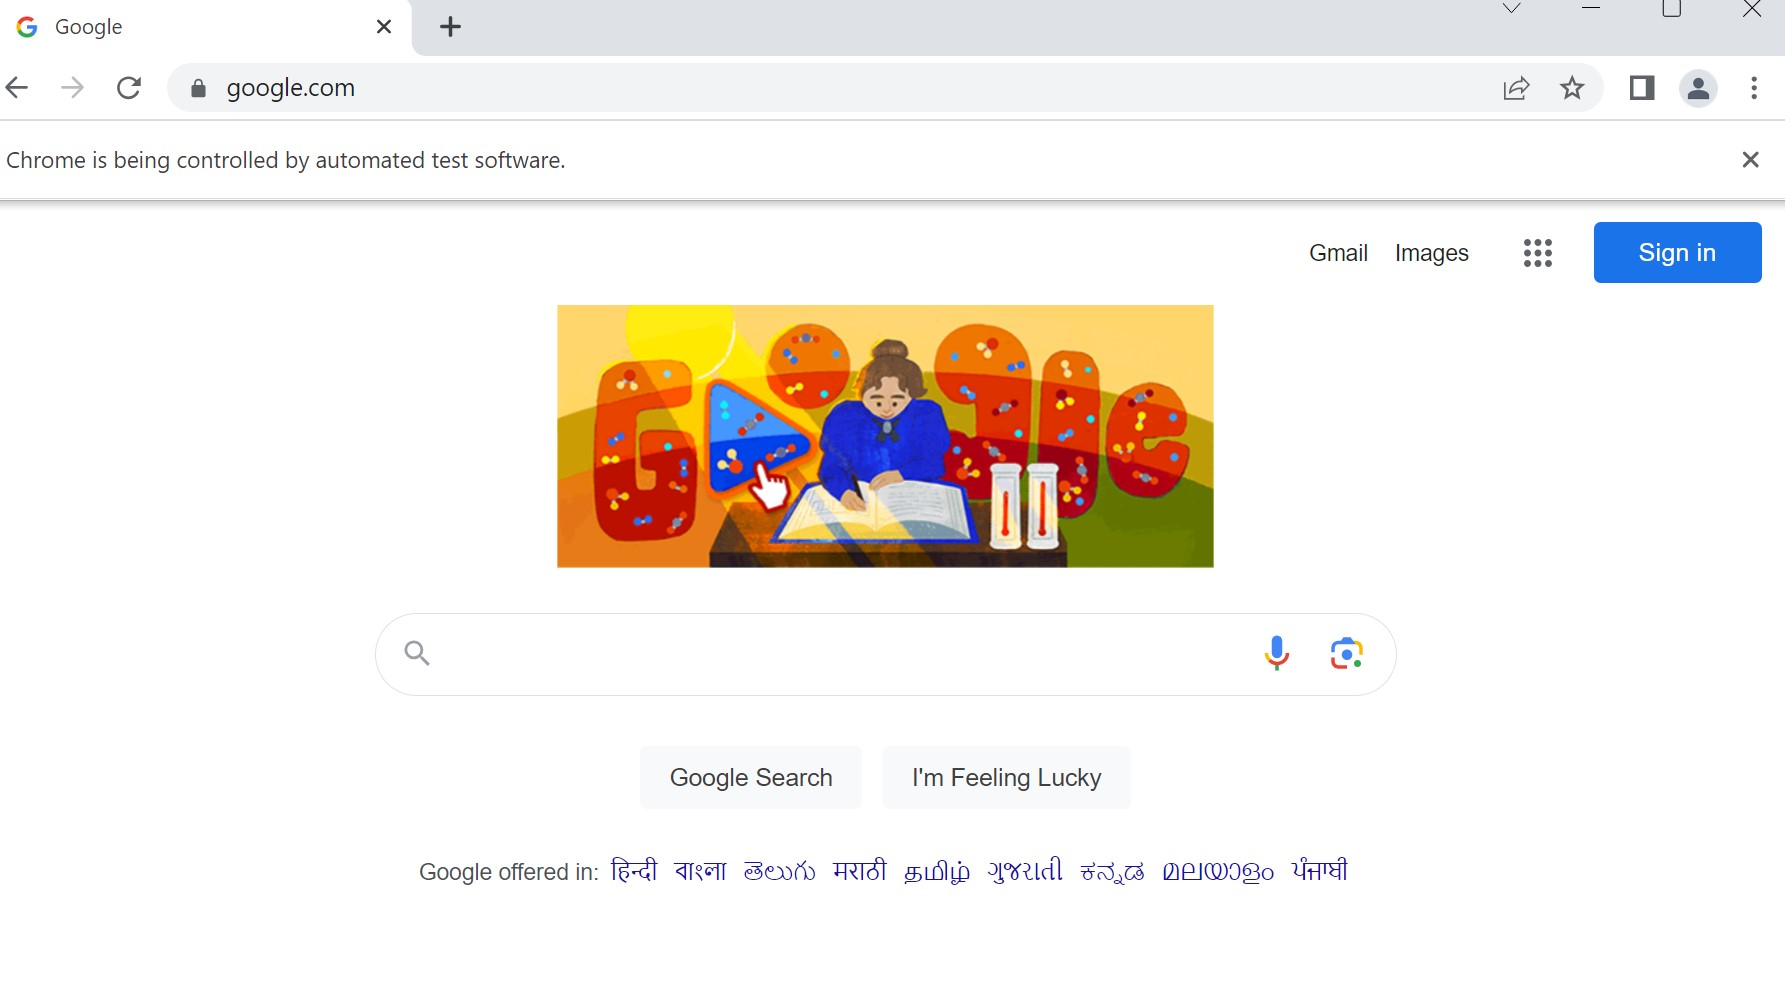 Google
google.com
Chrome is being controlled by automated test software.
Gmail Images Sign in
Google
Google Search I'm Feeling Lucky
Google offered in: हिन्दी বাংলা తెలుగు मराठी தமிழ் ગુજરાતી ಕನ್ನಡ മലയാളം ਪੰਜਾਬੀ